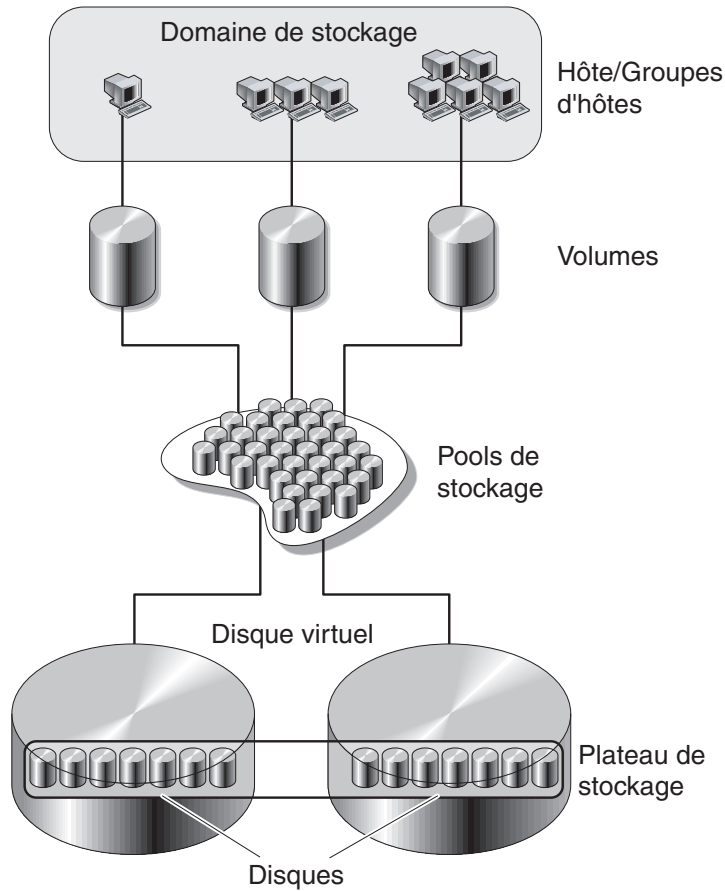 Domaine de stockage
Hôte/Groupes
d'hôtes
Volumes
Pools de
stockage
Disque virtuel
Plateau de
stockage
Disques